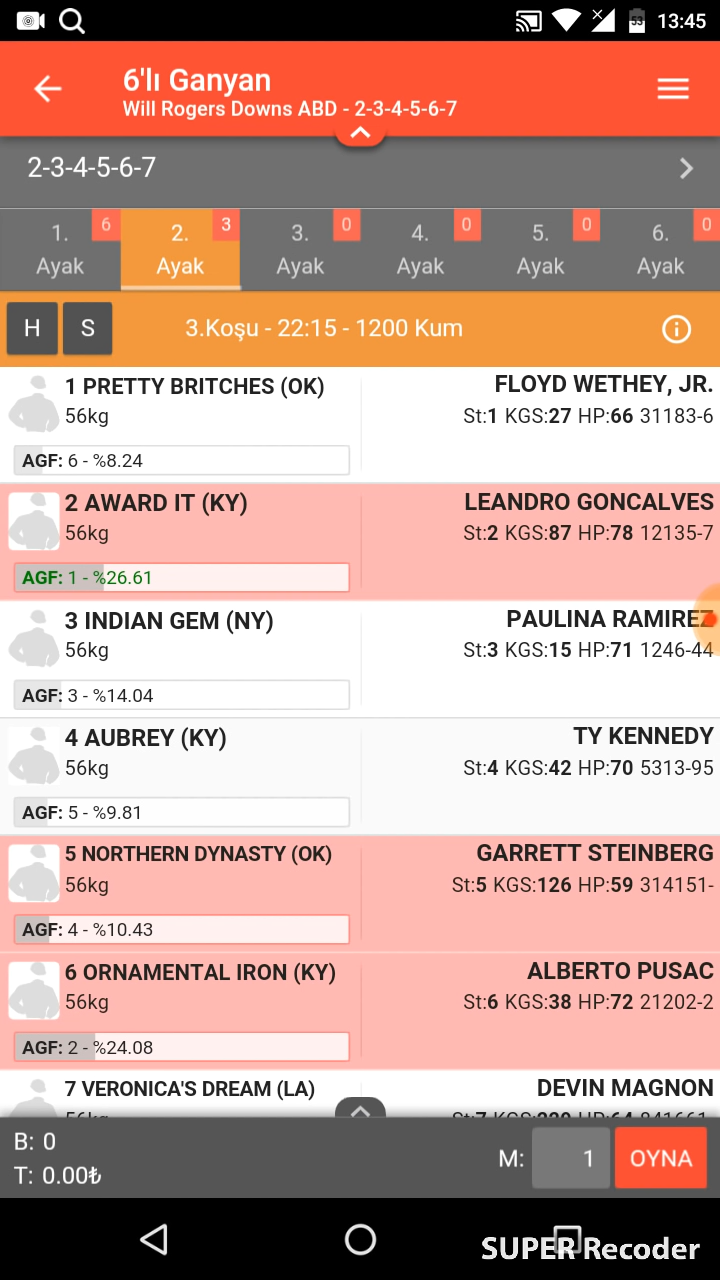 53 13:45
6'lı Ganyan
Will Rogers Downs ABD - 2-3-4-5-6-7
2-3-4-5-6-7
1. Ayak 6
2. Ayak 3
3. Ayak 0
4. Ayak 0
5. Ayak 0
6. Ayak 0
H S 3.Koşu - 22:15 - 1200 Kum
1 PRETTY BRITCHES (OK) FLOYD WETHEY, JR.
56kg St:1 KGS:27 HP:66 31183-6
AGF: 6 - %8.24
2 AWARD IT (KY) LEANDRO GONCALVES
56kg St:2 KGS:87 HP:78 12135-7
AGF: 1 - %26.61
3 INDIAN GEM (NY) PAULINA RAMIREZ
56kg St:3 KGS:15 HP:71 1246-44
AGF: 3 - %14.04
4 AUBREY (KY) TY KENNEDY
56kg St:4 KGS:42 HP:70 5313-95
AGF: 5 - %9.81
5 NORTHERN DYNASTY (OK) GARRETT STEINBERG
56kg St:5 KGS:126 HP:59 314151-
AGF: 4 - %10.43
6 ORNAMENTAL IRON (KY) ALBERTO PUSAC
56kg St:6 KGS:38 HP:72 21202-2
AGF: 2 - %24.08
7 VERONICA'S DREAM (LA) DEVIN MAGNON
B: 0
T: 0.00₺
M: 1 OYNA
SUPER Recoder